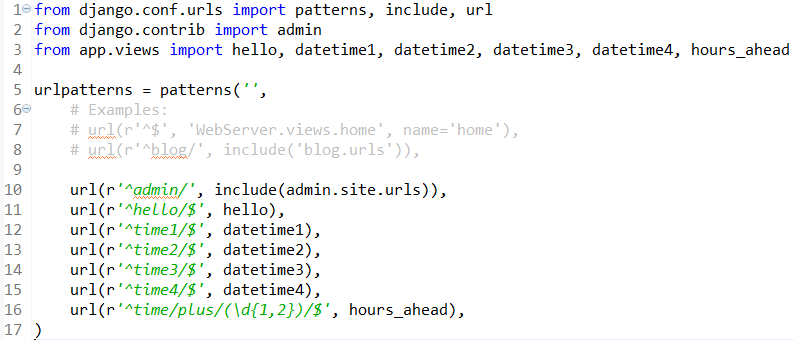 1 from django.conf.urls import patterns, include, url
2 from django.contrib import admin
3 from app.views import hello, datetime1, datetime2, datetime3, datetime4, hours_ahead
4
5 urlpatterns = patterns('',
6     # Examples:
7     # url(r'^$', 'WebServer.views.home', name='home'),
8     # url(r'^blog/', include('blog.urls')),
9
10     url(r'^admin/', include(admin.site.urls)),
11     url(r'^hello/$', hello),
12     url(r'^time1/$', datetime1),
13     url(r'^time2/$', datetime2),
14     url(r'^time3/$', datetime3),
15     url(r'^time4/$', datetime4),
16     url(r'^time/plus/(\d{1,2})/$', hours_ahead),
17 )